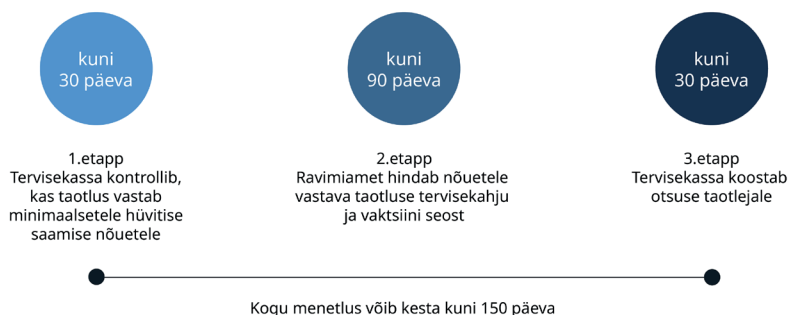 kuni
30 päeva
kuni
90 päeva
kuni
30 päeva
1.etapp
Tervisekassa kontrollib,
kas taotlus vastab
minimaalsetele hüvitise
saamise nõuetele
2.etapp
Ravimiamet hindab nõuetele
vastava taotluse tervisekahju
ja vaktsiini seost
3.etapp
Tervisekassa koostab
otsuse taotlejale
Kogu menetlus võib kesta kuni 150 päeva